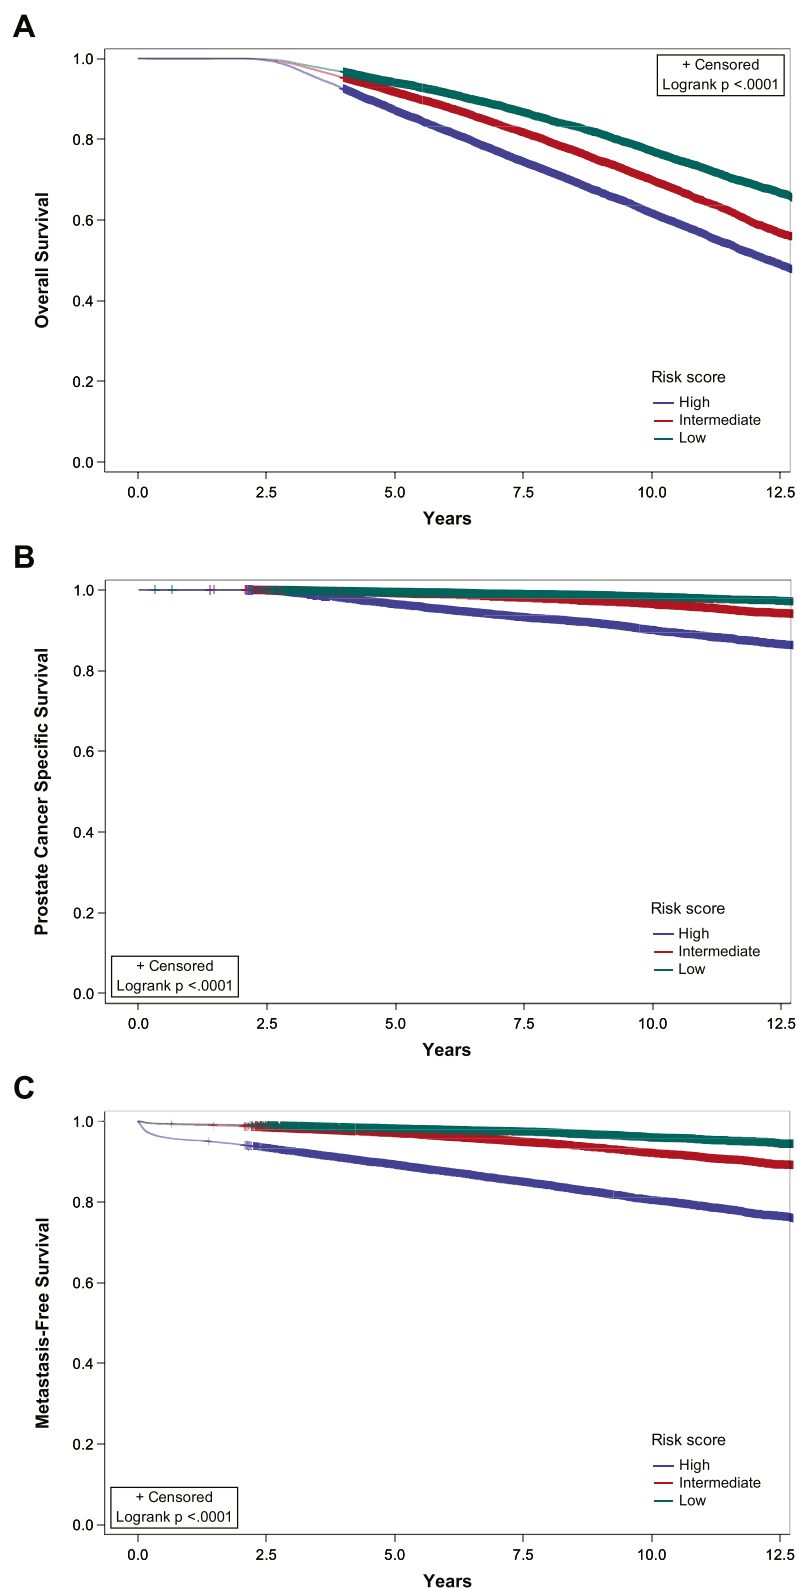 A
1.0
0.8
0.6
0.4
0.2
0.0
Overall Survival
+ Censored
Logrank p <.0001
Risk score
High
Intermediate
Low
0.0 2.5 5.0 7.5 10.0 12.5
Years
B
1.0
0.8
0.6
0.4
0.2
0.0
Prostate Cancer Specific Survival
Risk score
High
Intermediate
Low
+ Censored
Logrank p <.0001
0.0 2.5 5.0 7.5 10.0 12.5
Years
C
1.0
0.8
0.6
0.4
0.2
0.0
Metastasis-Free Survival
Risk score
High
Intermediate
Low
+ Censored
Logrank p <.0001
0.0 2.5 5.0 7.5 10.0 12.5
Years